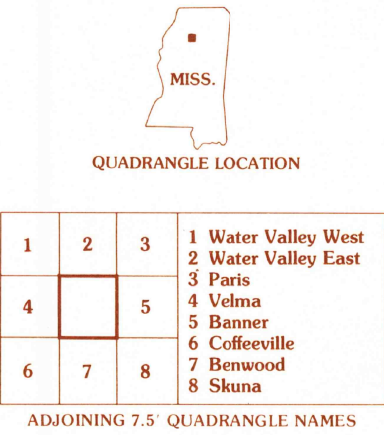 MISS.
QUADRANGLE LOCATION
1 2 3
4 5
6 7 8
1 Water Valley West
2 Water Valley East
3 Paris
4 Velma
5 Banner
6 Coffeeville
7 Benwood
8 Skuna
ADJOINING 7.5' QUADRANGLE NAMES